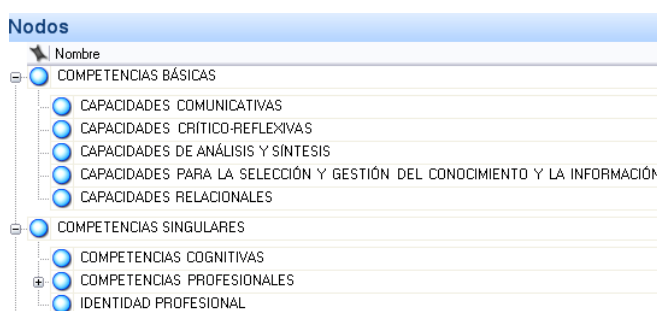 Nodos
Nombre
COMPETENCIAS BÁSICAS
CAPACIDADES COMUNICATIVAS
CAPACIDADES CRÍTICO-REFLEXIVAS
CAPACIDADES DE ANÁLISIS Y SÍNTESIS
CAPACIDADES PARA LA SELECCIÓN Y GESTIÓN DEL CONOCIMIENTO Y LA INFORMACIÓN
CAPACIDADES RELACIONALES
COMPETENCIAS SINGULARES
COMPETENCIAS COGNITIVAS
COMPETENCIAS PROFESIONALES
IDENTIDAD PROFESIONAL